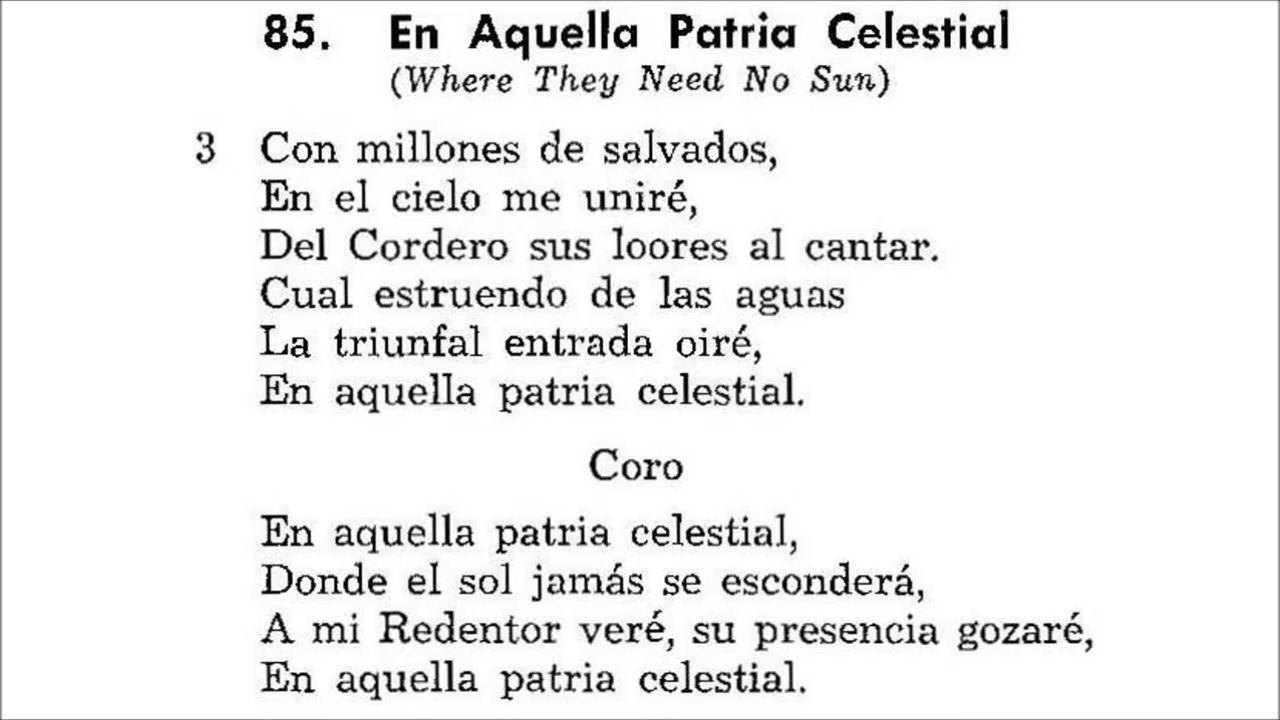 85. En Aquella Patria Celestial
(Where They Need No Sun)
3 Con millones de salvados,
En el cielo me uniré,
Del Cordero sus loores al cantar.
Cual estruendo de las aguas
La triunfal entrada oiré,
En aquella patria celestial.
Coro
En aquella patria celestial,
Donde el sol jamás se esconderá,
A mi Redentor veré, su presencia gozaré,
En aquella patria celestial.